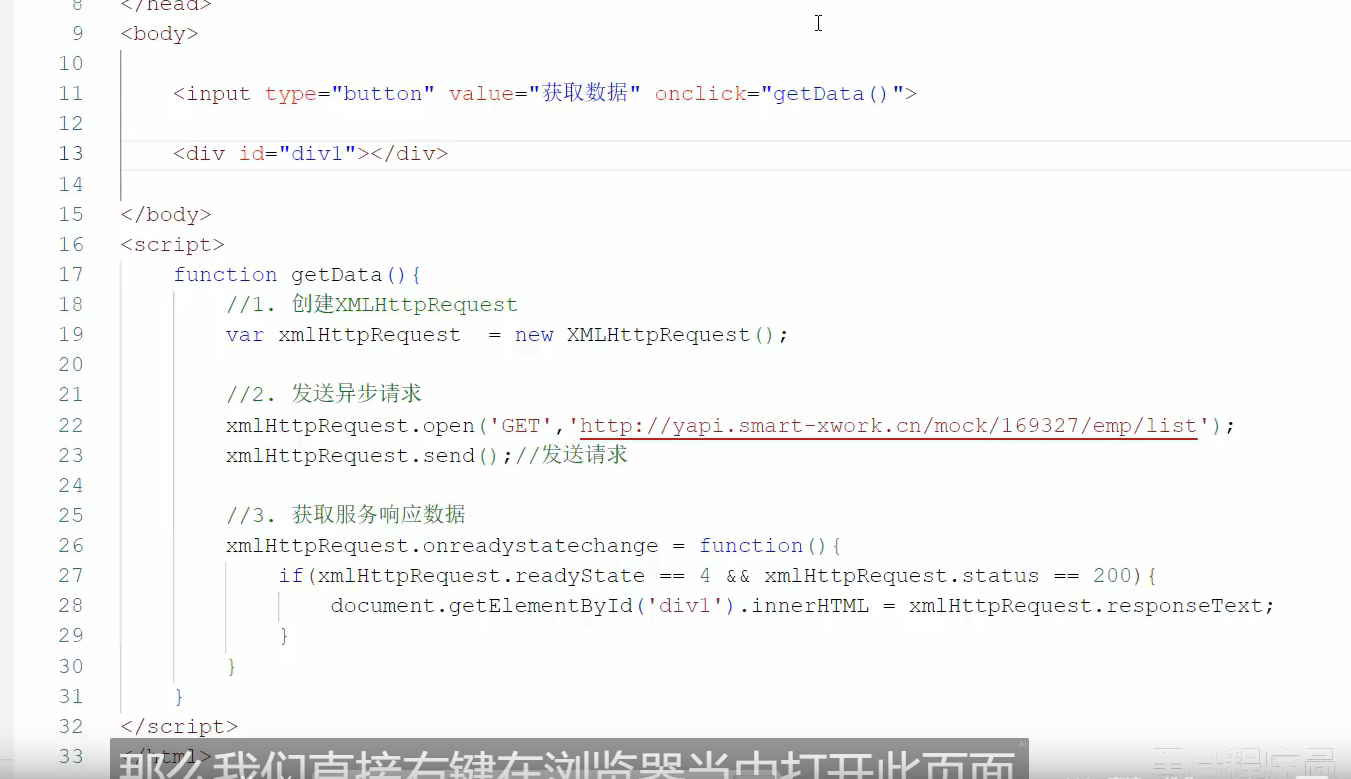 8 </head>
9 <body>
10
11 <input type="button" value="获取数据" onclick="getData()">
12
13 <div id="div1"></div>
14
15 </body>
16 <script>
17 function getData(){
18 //1. 创建XMLHttpRequest
19 var xmlHttpRequest = new XMLHttpRequest();
20
21 //2. 发送异步请求
22 xmlHttpRequest.open('GET','http://yapi.smart-xwork.cn/mock/169327/emp/list');
23 xmlHttpRequest.send();//发送请求
24
25 //3. 获取服务响应数据
26 xmlHttpRequest.onreadystatechange = function(){
27 if(xmlHttpRequest.readyState == 4 && xmlHttpRequest.status == 200){
28 document.getElementById('div1').innerHTML = xmlHttpRequest.responseText;
29 }
30 }
31 }
32 </script>
33 </html>
那么我们直接右键在浏览器当中打开此页面